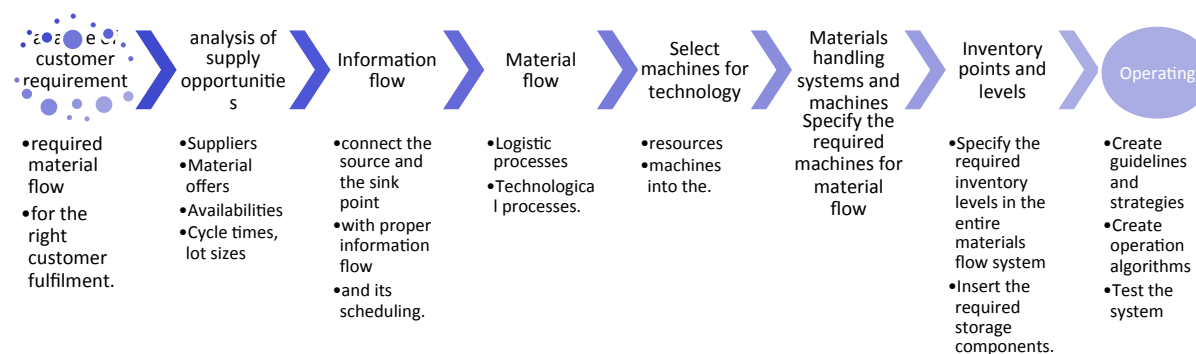 customer
requirement
•required
material
flow
•for the
right
customer
fulfilment.
analysis of
supply
opportunitie
s
•Suppliers
•Material
offers
•Availabilities
•Cycle times,
lot sizes
Information
flow
•connect the
source and
the sink
point
•with proper
information
flow
•and its
scheduling.
Material
flow
•Logistic
processes
•Technologica
l processes.
Select
machines for
technology
•resources
•machines
into the.
Materials
handling
systems and
machines
Specify the
required
machines for
material
flow
Inventory
points and
levels
•Specify the
required
inventory
levels in the
entire
materials
flow system
•Insert the
required
storage
components.
Operating
•Create
guidelines
and
strategies
•Create
operation
algorithms
•Test the
system